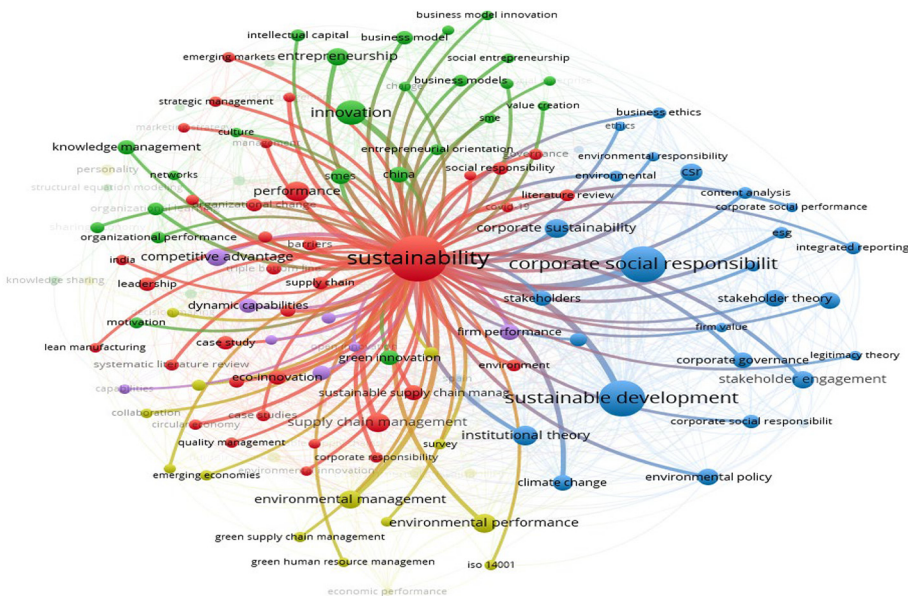 business model innovation
intellectual capital
business model
emerging markets
entrepreneurship
social entrepreneurship
business models
change
strategic management
innovation
value creation
business ethics
sme
ethics
culture
management
knowledge management
entrepreneurial orientation
governance
environmental responsibility
personality
networks
smes
china
social responsibility
environmental
csr
structural equation modeling
performance
literature review
content analysis
organizational change
covid-19
corporate social performance
corporate sustainability
esg
organizational performance
barriers
integrated reporting
competitive advantage
sustainability
india
triple bottom line
corporate social responsibilit
knowledge sharing
leadership
supply chain
dynamic capabilities
stakeholders
stakeholder theory
motivation
firm performance
firm value
lean manufacturing
case study
green innovation
legitimacy theory
systematic literature review
environment
corporate governance
eco-innovation
stakeholder engagement
capabilities
sustainable supply chain manag
sustainable development
collaboration
case studies
circular economy
supply chain management
corporate social responsibilit
quality management
survey
institutional theory
corporate responsibility
emerging economies
environmental innovation
climate change
environmental policy
environmental management
environmental performance
green supply chain management
green human resource managemen
iso 14001
economic performance